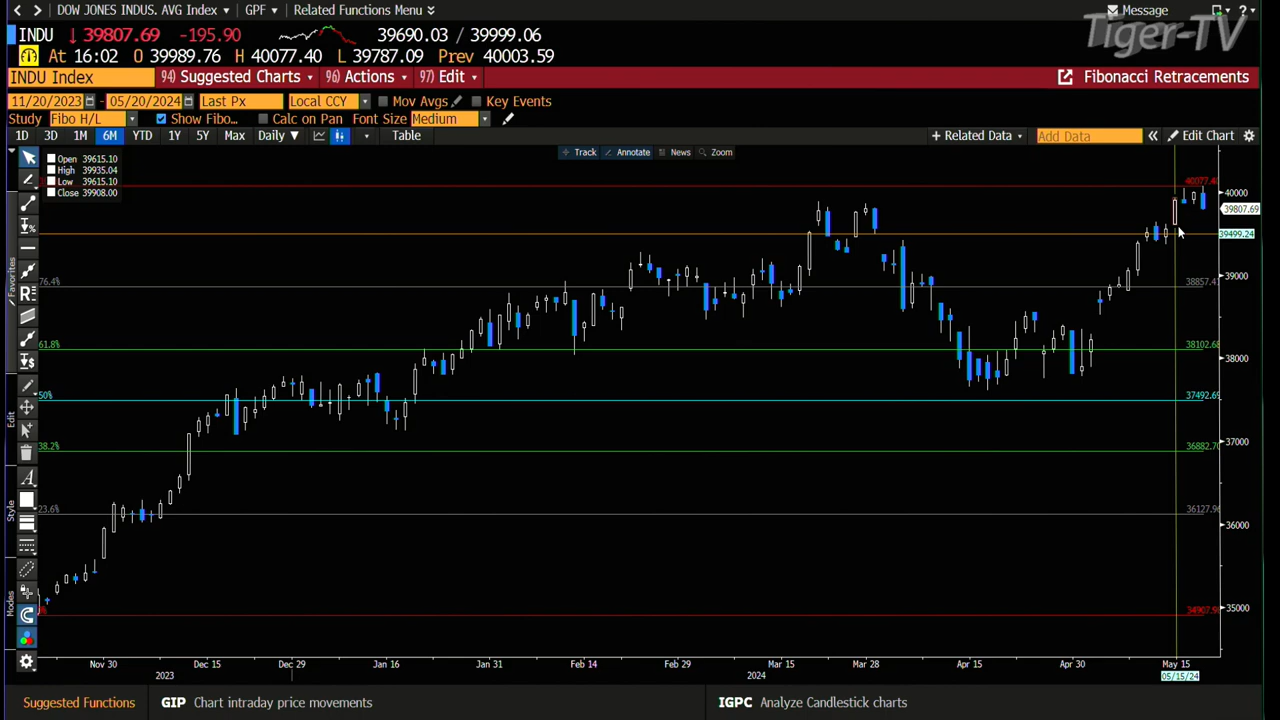 DOW JONES INDUS. AVG Index GPF Related Functions Menu Message ?
Tiger-TV
INDU 39807.69 -195.90 39690.03 / 39999.06
At 16:02 O 39989.76 H 40077.40 L 39787.09 Prev 40003.59
INDU Index 94) Suggested Charts 96) Actions 97) Edit Fibonacci Retracements
11/20/2023 - 05/20/2024 Last Px Local CCY Mov Avgs Key Events
Study Fibo H/L Show Fibo... Calc on Pan Font Size Medium
1D 3D 1M 6M YTD 1Y 5Y Max Daily Table + Related Data Add Data Edit Chart
Track Annotate News Zoom
Open 39615.10
High 39935.04
Low 39615.10
Close 39908.00
40077.40
40000
39807.69
39499.24
39000
76.4% 38857.47
61.8% 38102.68
38000
50% 37492.69
37000
38.2% 36882.70
23.6% 36127.96
36000
35000
34907.99
Favorites
Edit
Style
Modes
Nov 30 Dec 15 Dec 29 Jan 16 Jan 31 Feb 14 Feb 29 Mar 15 Mar 28 Apr 15 Apr 30 May 15
2023 2024 05/15/24
Suggested Functions GIP Chart intraday price movements IGPC Analyze Candlestick charts